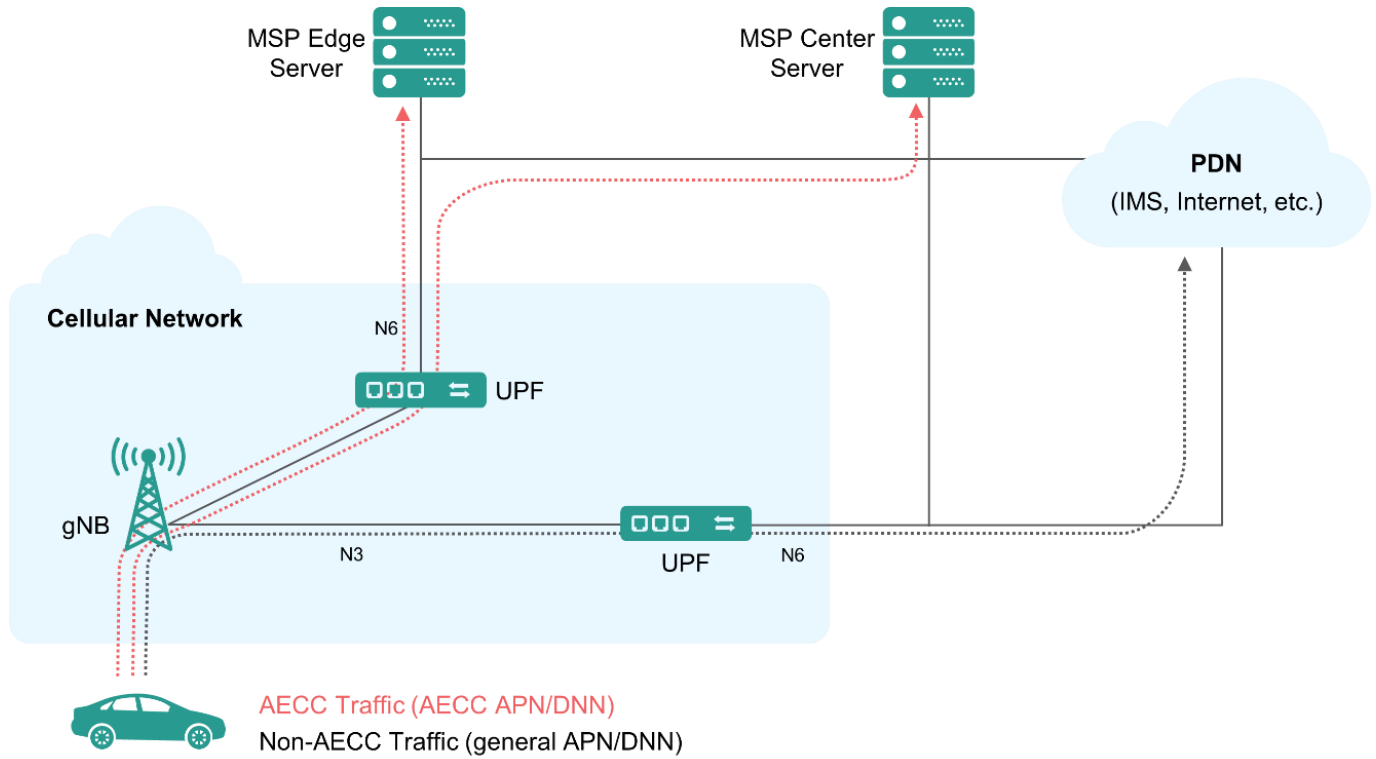 MSP Edge
Server
MSP Center
Server
PDN
(IMS, Internet, etc.)
Cellular Network
N6
UPF
gNB
N3
UPF
N6
AECC Traffic (AECC APN/DNN)
Non-AECC Traffic (general APN/DNN)